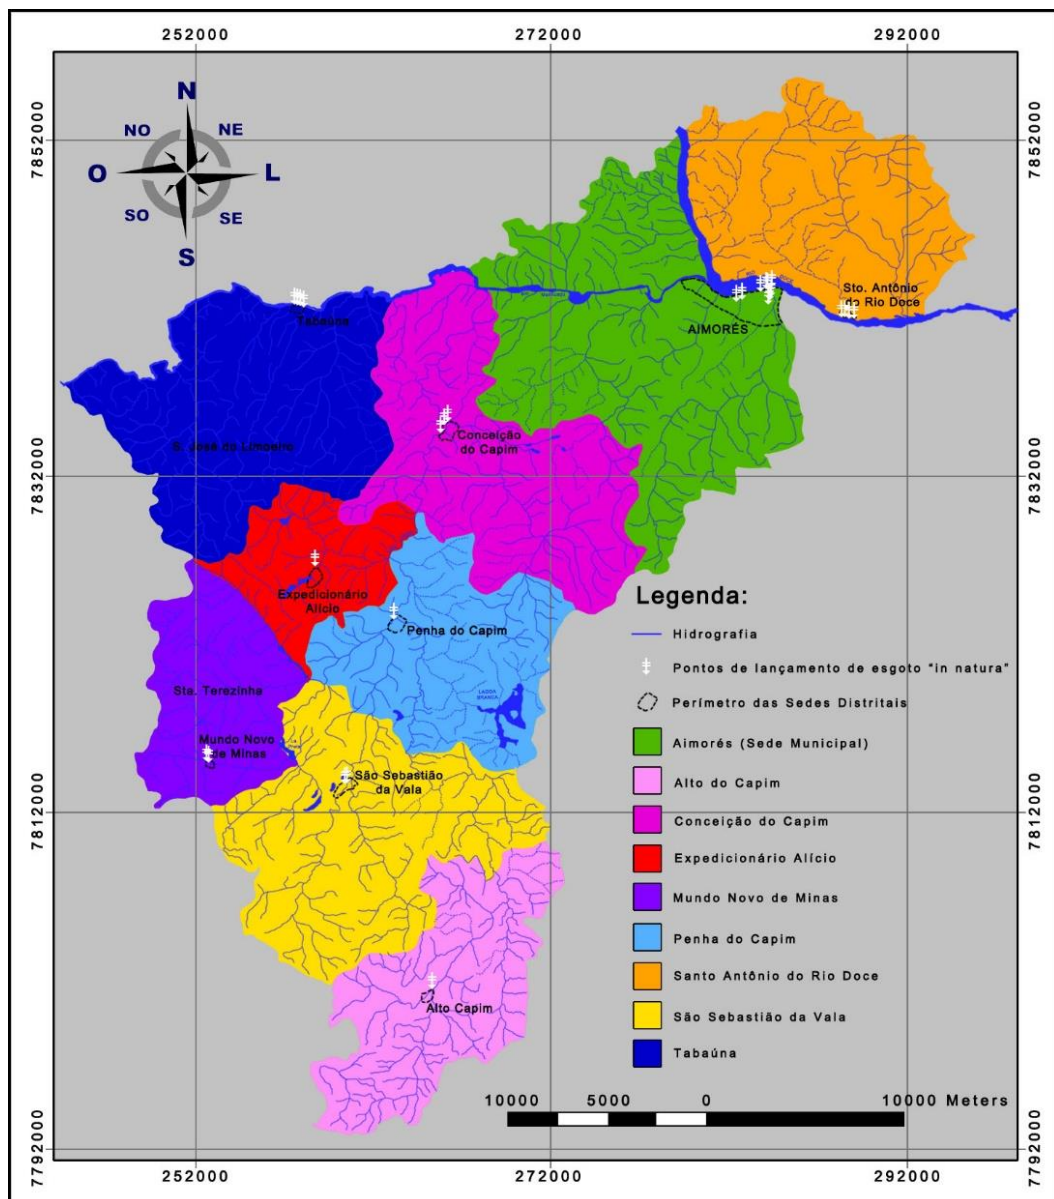 252000
272000
292000
7852000
7852000
N
NO
NE
O
L
SO
SE
S
Sto. Antônio
do Rio Doce
Tabaúna
AIMORÉS
Conceição
do Capim
S. José do Limoeiro
7832000
7832000
Expedicionário
Alício
Penha do Capim
Legenda:
Hidrografia
Pontos de lançamento de esgoto "in natura"
Perímetro das Sedes Distritais
Aimorés (Sede Municipal)
Alto do Capim
Conceição do Capim
Expedicionário Alício
Mundo Novo de Minas
Penha do Capim
Santo Antônio do Rio Doce
São Sebastião da Vala
Tabaúna
Sta. Terezinha
LAGOA
BRANCA
Mundo Novo
de Minas
São Sebastião
da Vala
7812000
7812000
Alto Capim
10000
5000
0
10000 Meters
7792000
7792000
252000
272000
292000